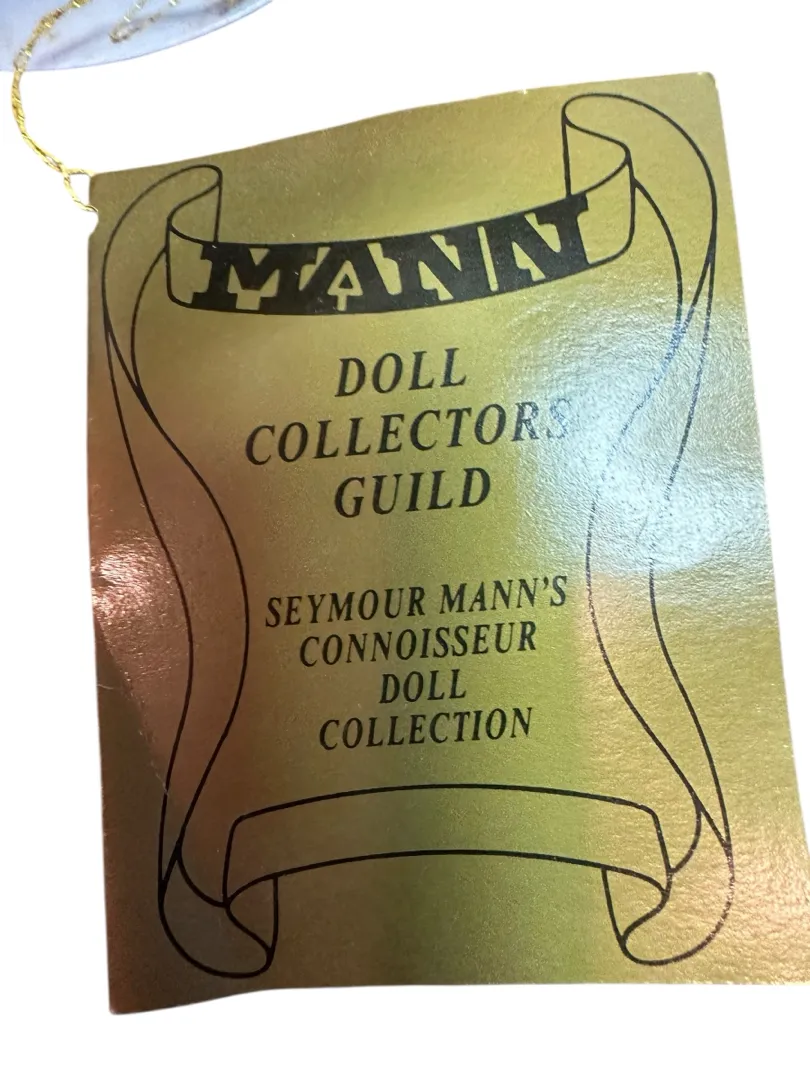 MANN
DOLL
COLLECTORS
GUILD
SEYMOUR MANN'S
CONNOISSEUR
DOLL
COLLECTION